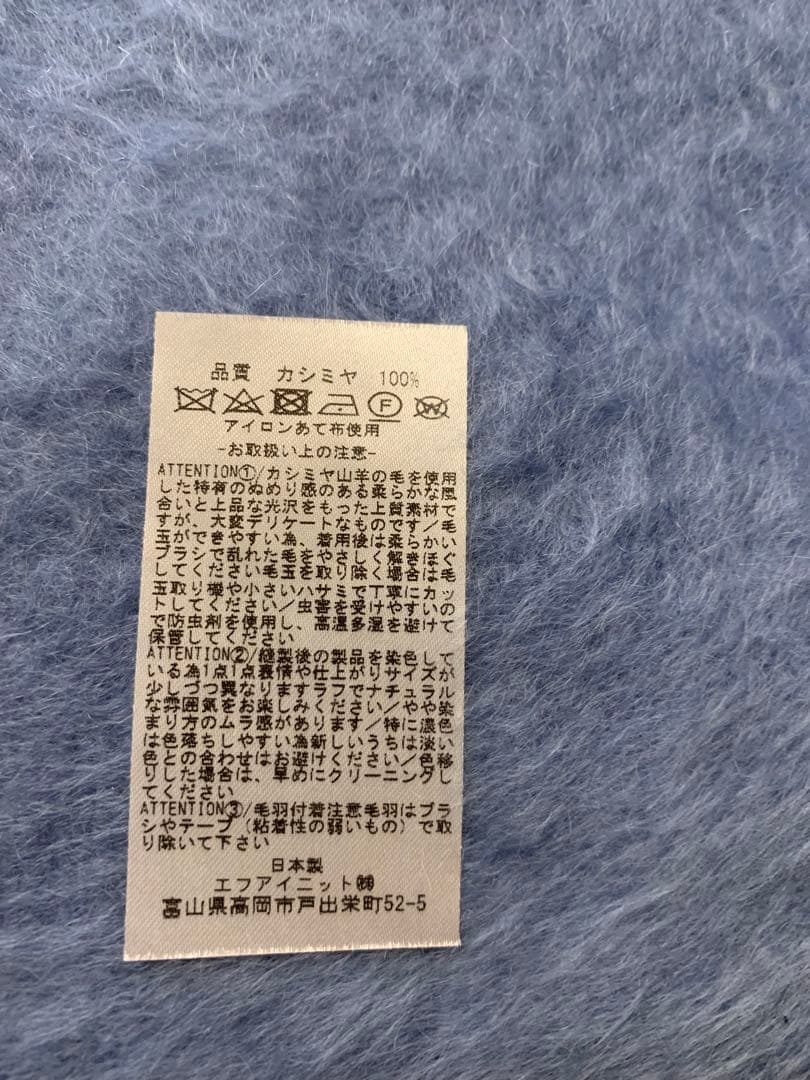 品質 カシミヤ 100%
アイロンあて布使用
-お取扱い上の注意-
ATTENTION①/カシミヤ山羊の毛を使用
した特有のぬめり感のある柔らかな風
合いと上品な光沢をもった上質素材で
すが、大変デリケートなものです/毛
玉ができやすい為、着用後は柔らかい
ブラシで乱れた毛をやさしく解きほぐ
してください毛玉を取り除く場合は毛
玉取り機や小さいハサミで丁寧にカッ
トしてください/虫害を受けやすいの
で防虫剤を使用し、高温多湿を避けて
保管してください
ATTENTION②/縫製後の製品を染色して
いる為1点1点表情や仕上がりサイズが
少しづつ異なりますラフでナチュラル
な雰囲気をお楽しみください/やや染
まり方のムラ感があります/特に濃色
は色落ちしやすい為新しいうちは淡い
色との合わせはお避けください/色移
りした場合は、早めにクリーニングし
てください
ATTENTION③/毛羽付着注意毛羽はブラ
シやテープ(粘着性の弱いもの)で取
り除いて下さい
日本製
エフアイニット㈱
富山県高岡市戸出栄町52-5